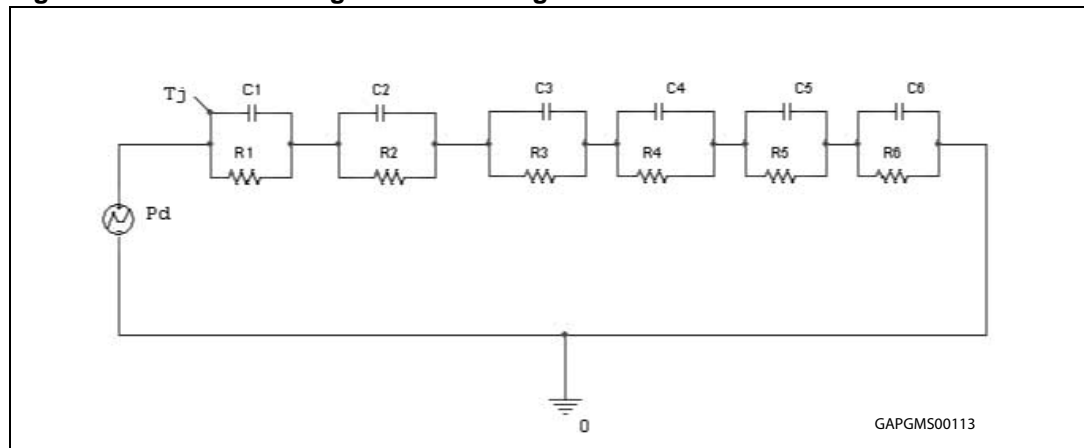 Tj C1 C2 C3 C4 C5 C6
R1 R2 R3 R4 R5 R6
Pd
0
GAPGMS00113